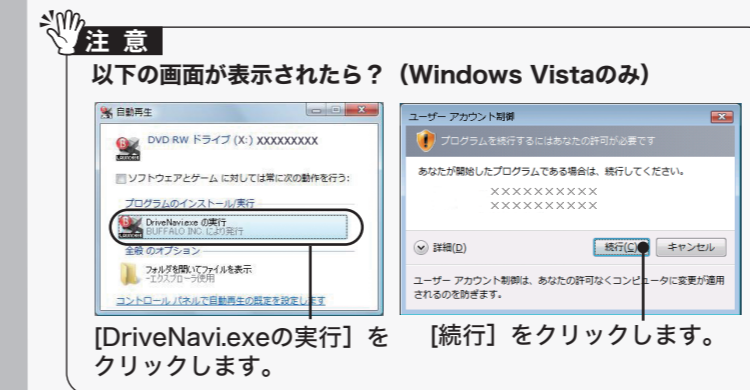 注 意
以下の画面が表示されたら？（Windows Vistaのみ）
自動再生
DVD RW ドライブ (X:) XXXXXXXXX
ソフトウェアとゲーム に対しては常に次の動作を行う:
プログラムのインストール/実行
DriveNavi.exe の実行
BUFFALO INC. により発行
全般 のオプション
フォルダを開いてファイルを表示
-エクスプローラ使用
コントロール パネルで自動再生の既定を設定します
[DriveNavi.exeの実行］を
クリックします。
ユーザー アカウント制御
プログラムを続行するにはあなたの許可が必要です
あなたが開始したプログラムである場合は、続行してください。
××××××××××
××××××××××
詳細(D)
続行(C)
キャンセル
ユーザー アカウント制御は、あなたの許可なくコンピュータに変更が適用
されるのを防ぎます。
[続行］をクリックします。